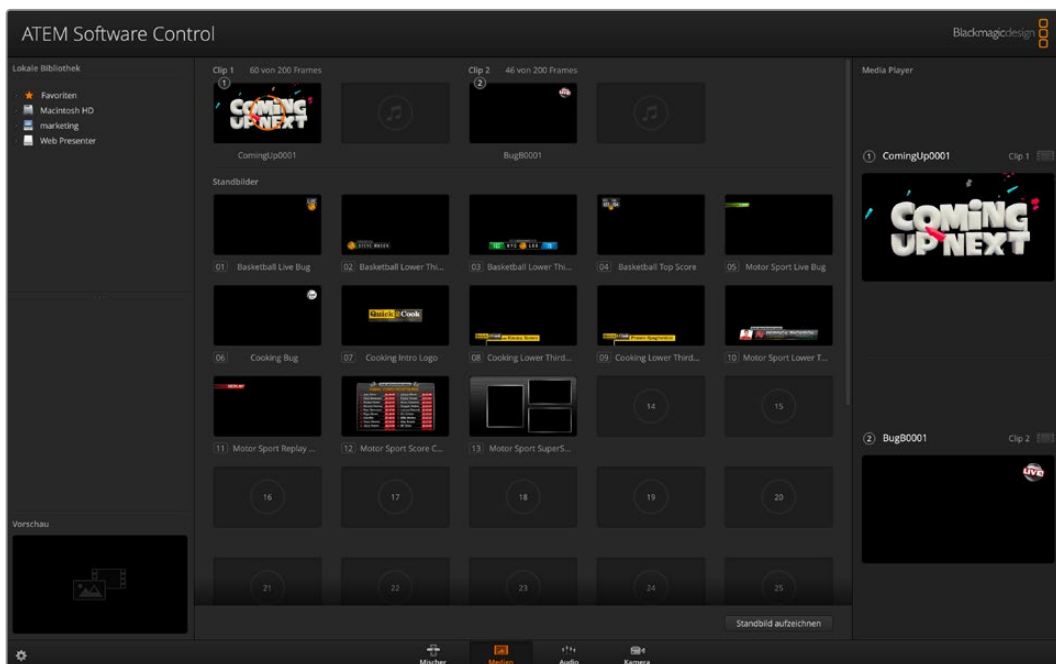 ATEM Software Control
Blackmagicdesign
Lokale Bibliothek
Favoriten
Macintosh HD
marketing
Web Presenter
Clip 1 60 von 200 Frames
Clip 2 46 von 200 Frames
1
2
COMING UP NEXT
LIVE
ComingUp0001
BugB0001
Standbilder
01 Basketball Live Bug
02 Basketball Lower Thi...
03 Basketball Lower Thi...
04 Basketball Top Score
05 Motor Sport Live Bug
Quick 2 Cook
06 Cooking Bug
07 Cooking Intro Logo
08 Cooking Lower Third...
09 Cooking Lower Third...
10 Motor Sport Lower T...
REPLAY
11 Motor Sport Replay ...
12 Motor Sport Score C...
13 Motor Sport SuperS...
14
15
16
17
18
19
20
21
22
23
24
25
Vorschau
Standbild aufzeichnen
Media Player
1 ComingUp0001 Clip 1
COMING
UP NEXT
2 BugB0001 Clip 2
LIVE
Mischer
Medien
Audio
Kamera